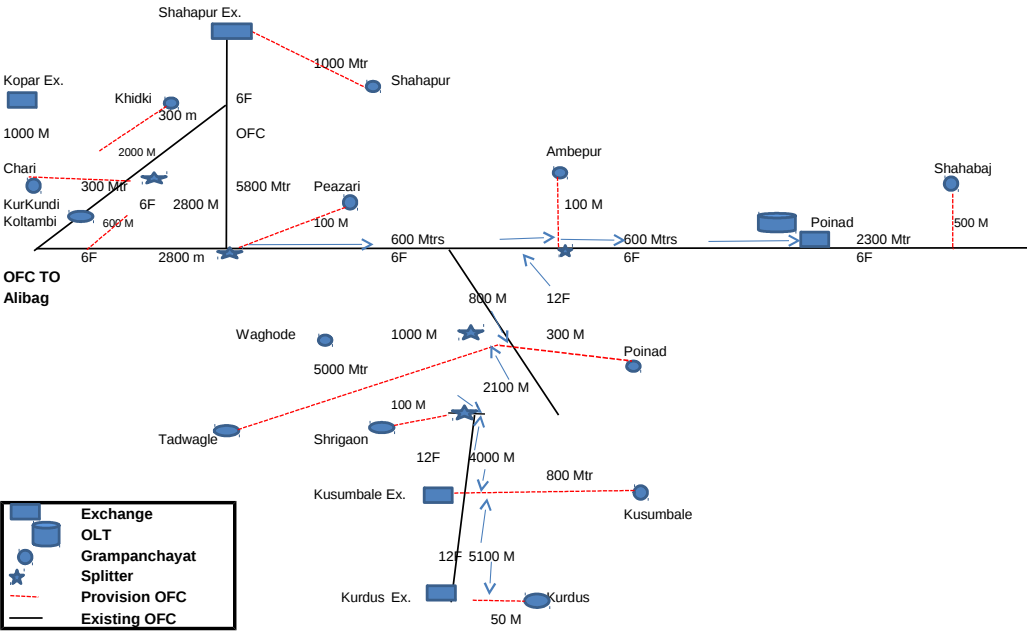 Shahapur Ex.
1000 Mtr
Shahapur
Kopar Ex.
Khidki
6F
300 m
1000 M
OFC
2000 M
Ambepur
Chari
Shahabaj
300 Mtr
5800 Mtr
Peazari
KurKundi
6F
2800 M
100 M
Koltambi
600 M
100 M
Poinad
500 M
600 Mtrs
600 Mtrs
2300 Mtr
6F
2800 m
6F
6F
6F
OFC TO
Alibag
800 M
12F
Waghode
1000 M
300 M
Poinad
5000 Mtr
2100 M
100 M
Tadwagle
Shrigaon
12F
4000 M
800 Mtr
Kusumbale Ex.
Kusumbale
Exchange
OLT
Grampanchayat
12F
5100 M
Splitter
Provision OFC
Kurdus Ex.
Kurdus
Existing OFC
50 M